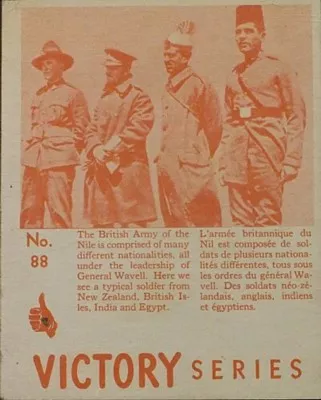 No.
88
The British Army of the
Nile is comprised of many
different nationalities, all
under the leadership of
General Wavell. Here we
see a typical soldier from
New Zealand, British Is-
les, India and Egypt.
L'armée britannique du
Nil est composée de sol-
dats de plusieurs nationa-
lités différentes, tous sous
les ordres du général Wa-
vell. Des soldats néo-zé-
landais, anglais, indiens
et égyptiens.
VICTORY SERIES